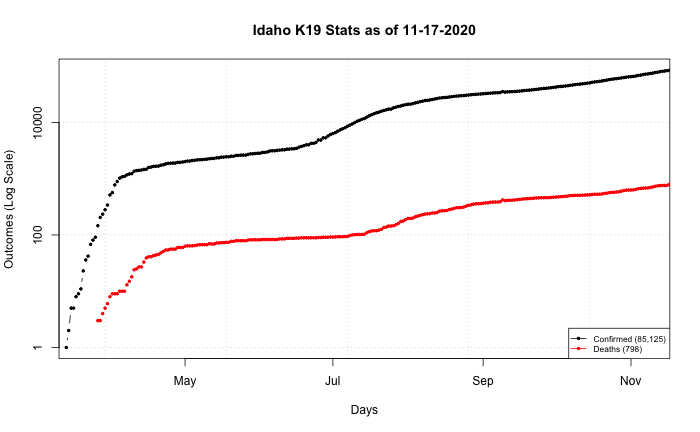 Idaho K19 Stats as of 11-17-2020
Outcomes (Log Scale)
10000
100
1
Confirmed (85,125)
Deaths (798)
May Jul Sep Nov
Days